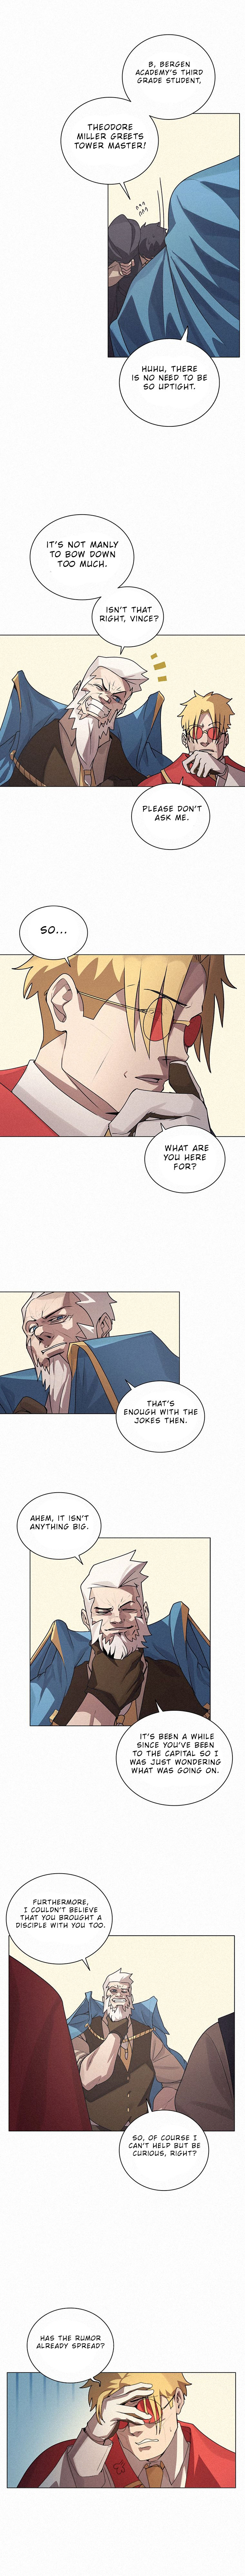 B, BERGEN
ACADEMY'S THIRD
GRADE STUDENT,
THEODORE
MILLER GREETS
TOWER MASTER!
HUHU, THERE
IS NO NEED TO BE
SO UPTIGHT.
IT'S NOT MANLY
TO BOW DOWN
TOO MUCH.
ISN'T THAT
RIGHT, VINCE?
PLEASE DON'T
ASK ME.
SO...
WHAT ARE
YOU HERE
FOR?
THAT'S
ENOUGH WITH THE
JOKES THEN.
AHEM, IT ISN'T
ANYTHING BIG.
IT'S BEEN A WHILE
SINCE YOU'VE BEEN
TO THE CAPITAL SO I
WAS JUST WONDERING
WHAT WAS GOING ON.
FURTHERMORE,
I COULDN'T BELIEVE
THAT YOU BROUGHT A
DISCIPLE WITH YOU TOO.
SO, OF COURSE I
CAN'T HELP BUT BE
CURIOUS, RIGHT?
HAS THE RUMOR
ALREADY SPREAD?